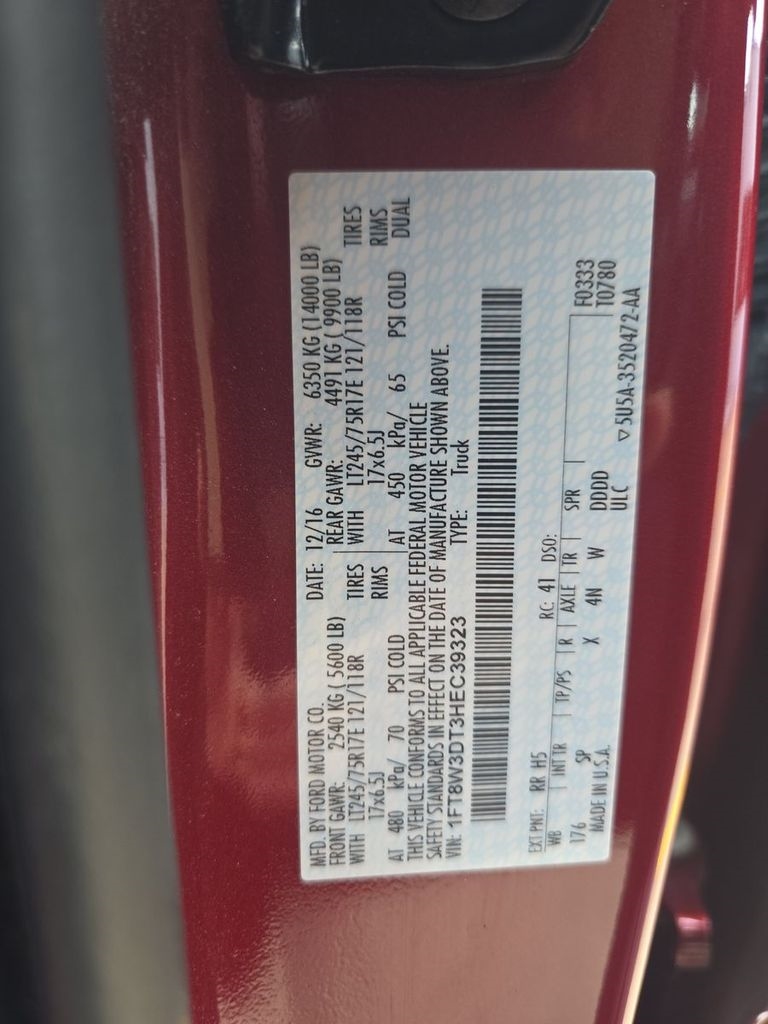 MFD. BY FORD MOTOR CO. DATE: 12/16 GVWR: 6350 KG (14000 LB)
FRONT GAWR: 2540 KG ( 5600 LB) REAR GAWR: 4491 KG ( 9900 LB)
WITH LT245/75R17E 121/118R TIRES WITH LT245/75R17E 121/118R TIRES
17x6.5J RIMS 17x6.5J RIMS
AT 480 kPa/ 70 PSI COLD AT 450 kPa/ 65 PSI COLD DUAL
THIS VEHICLE CONFORMS TO ALL APPLICABLE FEDERAL MOTOR VEHICLE
SAFETY STANDARDS IN EFFECT ON THE DATE OF MANUFACTURE SHOWN ABOVE.
VIN: 1FT8W3DT3HEC39323 TYPE: Truck
EXT PNT: RR H5 RC: 41 DSO:
WB INT TR TP/PS R AXLE TR SPR F0333
176 SP X 4N W DDDD T0780
MADE IN U.S.A. ULC ▽5U5A-3520472-AA